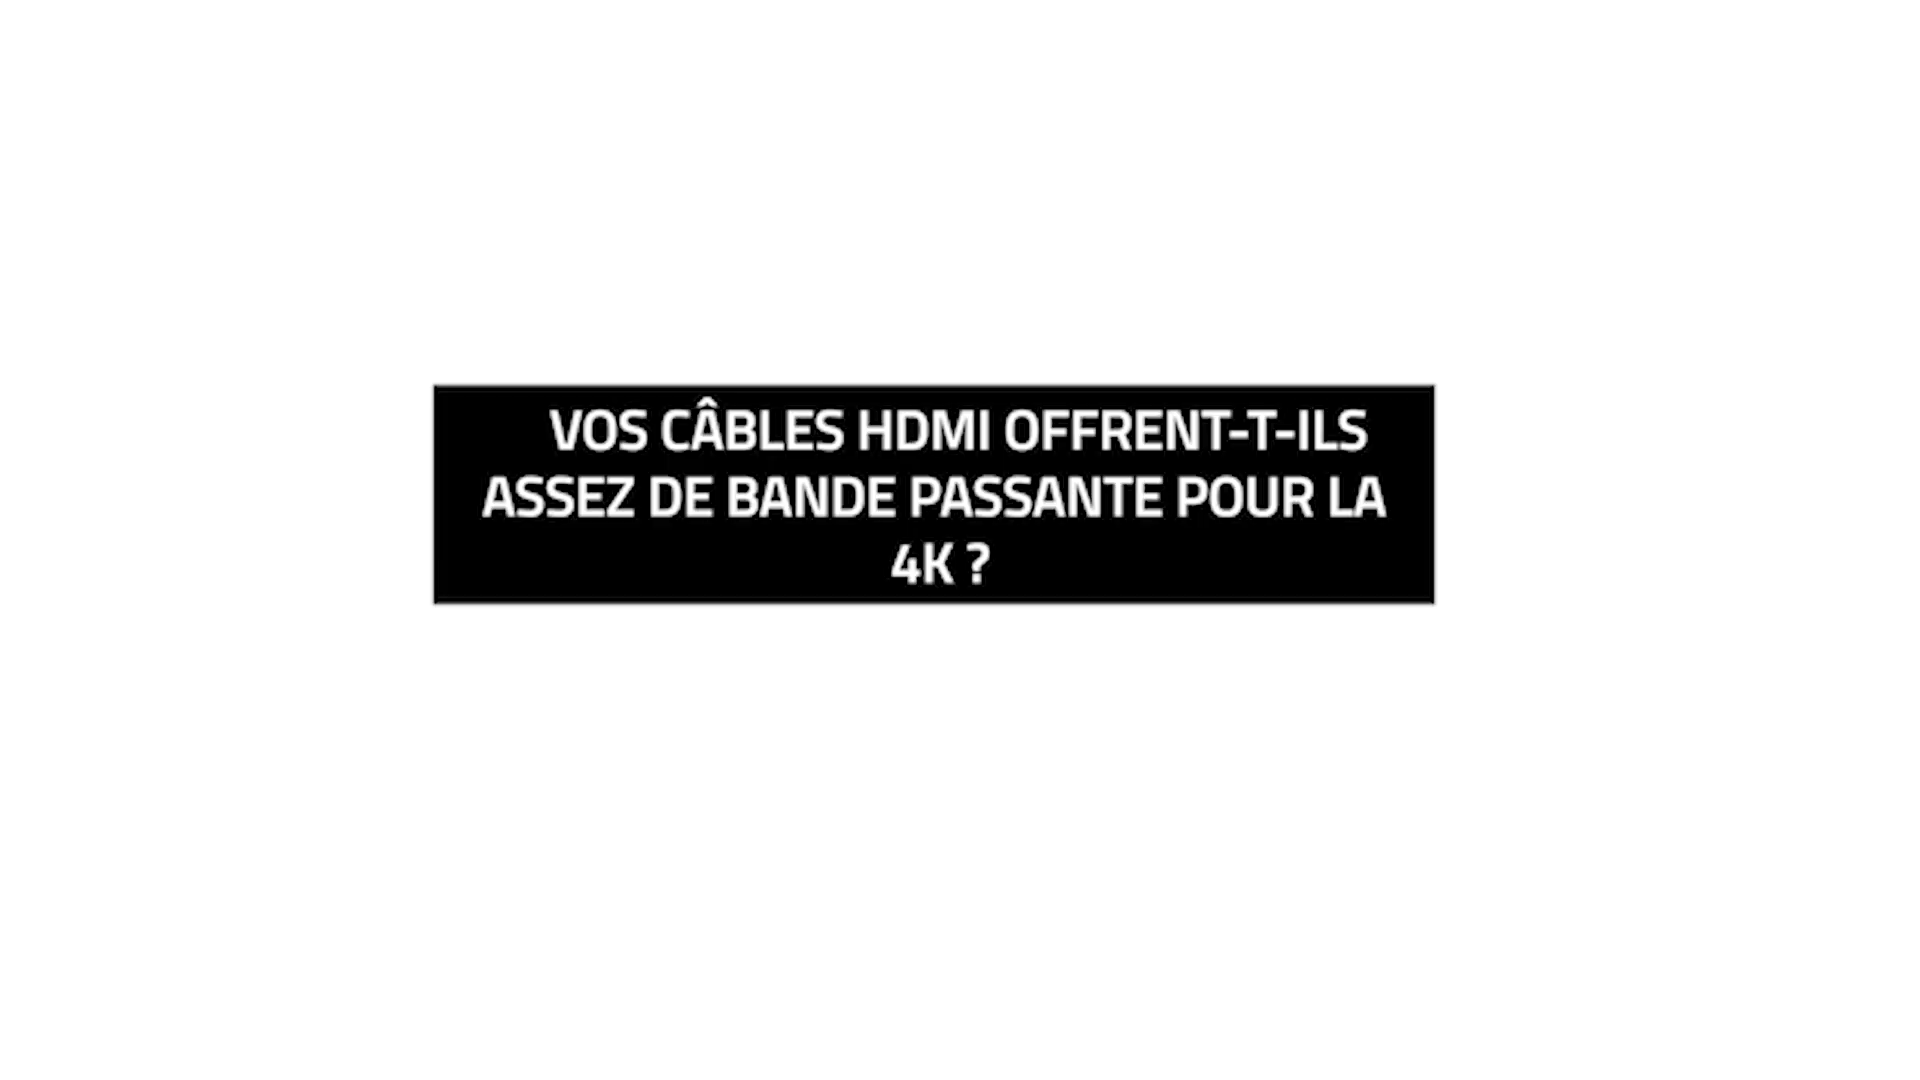 VOS CÂBLES HDMI OFFRENT-T-ILS
ASSEZ DE BANDE PASSANTE POUR LA
4K ?